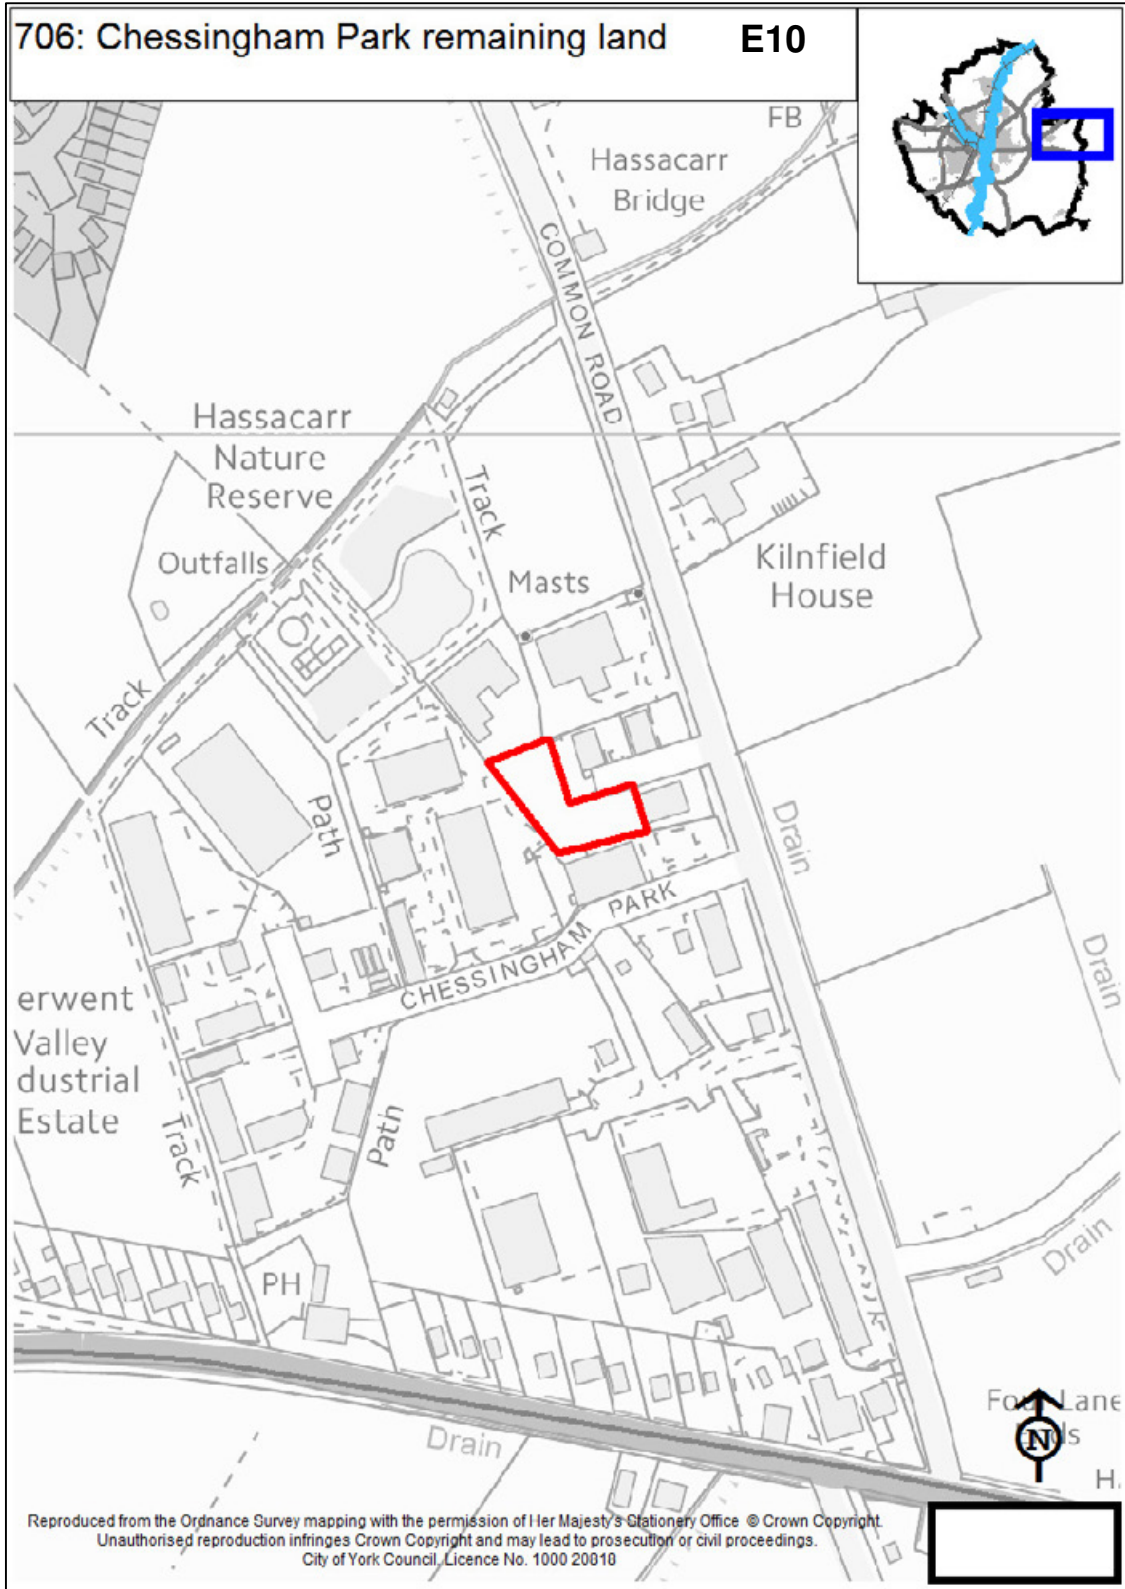 706: Chessingham Park remaining land
E10
FB
Hassacarr
Bridge
COMMON ROAD
Hassacarr
Nature
Reserve
Track
Outfalls
Masts
Kilnfield
House
Track
Path
Drain
CHESSINGHAM PARK
Drain
erwent
Valley
dustrial
Estate
Track
Path
Drain
PH
Drain
N
H
Reproduced from the Ordnance Survey mapping with the permission of Her Majesty's Stationery Office © Crown Copyright.
Unauthorised reproduction infringes Crown Copyright and may lead to prosecution or civil proceedings.
City of York Council, Licence No. 1000 20818